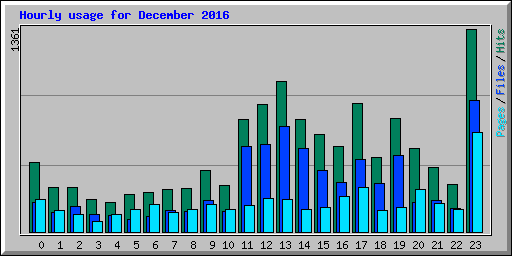 Hourly usage for December 2016
1361
Pages / Files / Hits
0 1 2 3 4 5 6 7 8 9 10 11 12 13 14 15 16 17 18 19 20 21 22 23